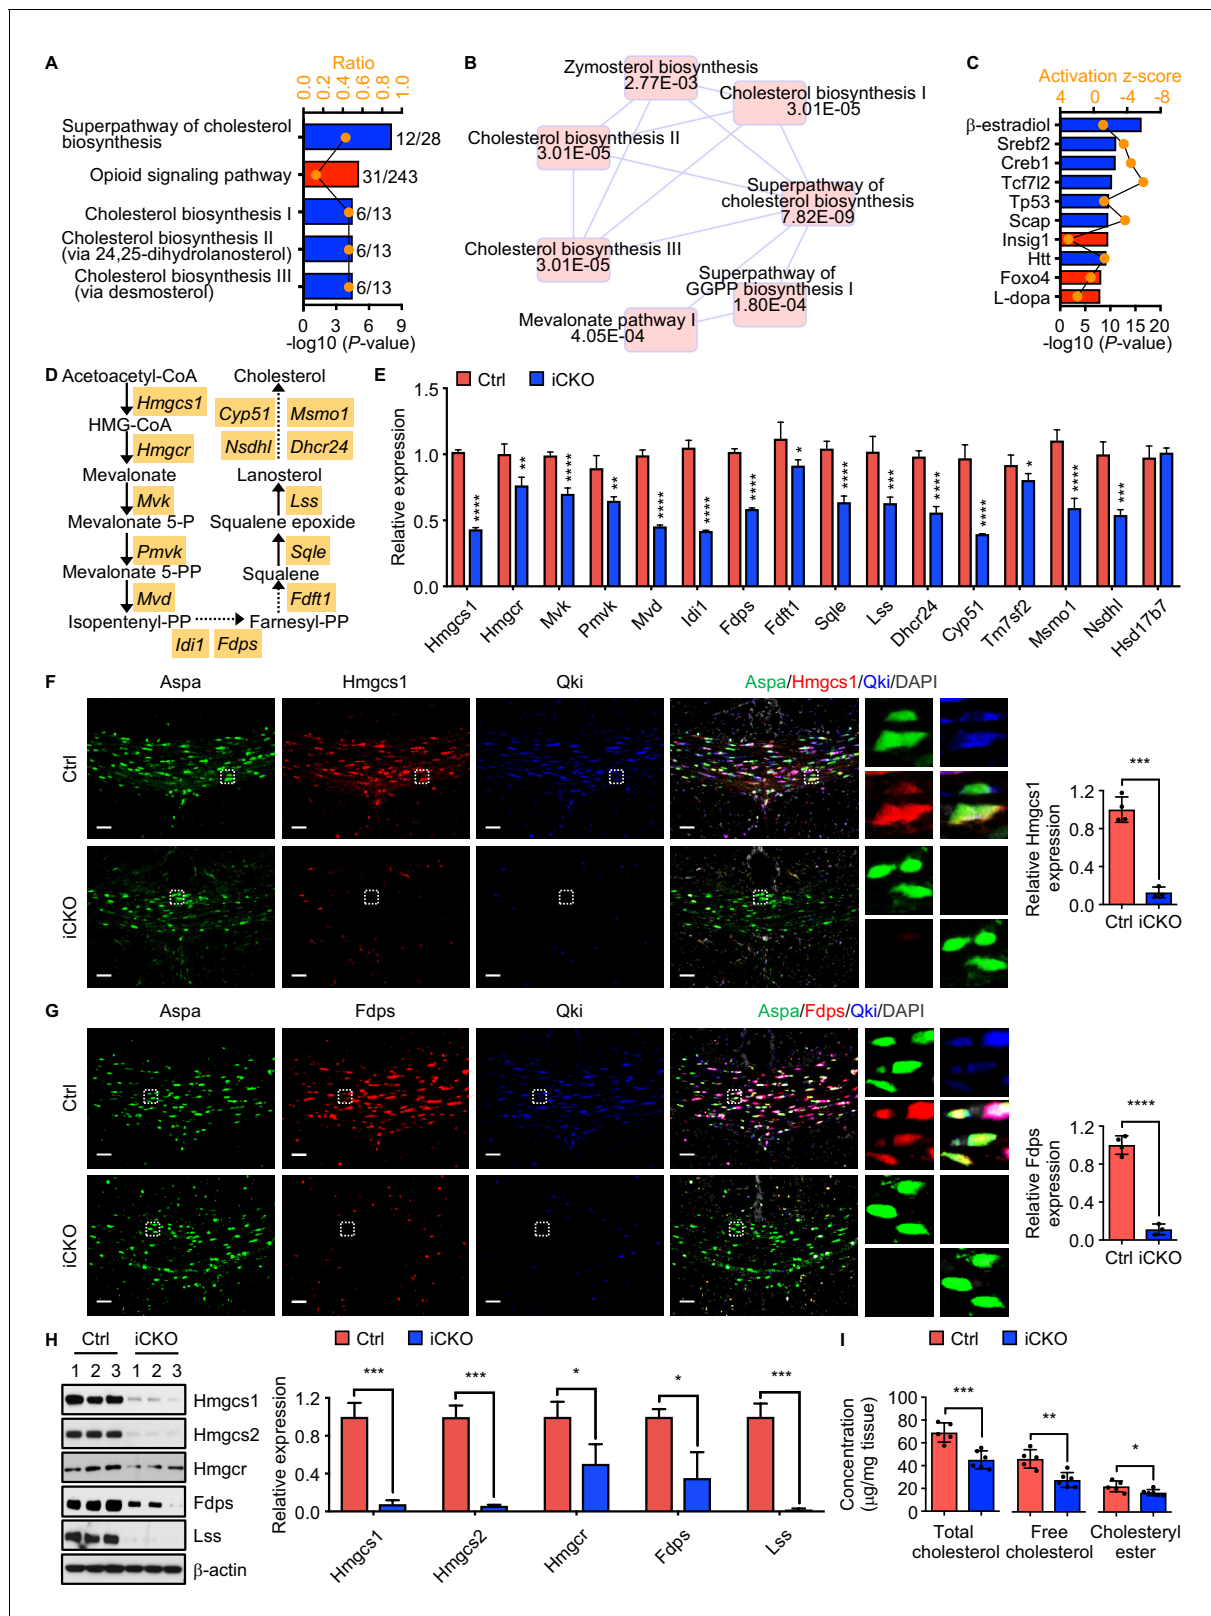 A
Ratio
0.0 0.2 0.4 0.6 0.8 1.0
Superpathway of cholesterol
biosynthesis
12/28
Opioid signaling pathway
31/243
Cholesterol biosynthesis I
6/13
Cholesterol biosynthesis II
(via 24,25-dihydrolanosterol)
6/13
Cholesterol biosynthesis III
(via desmosterol)
6/13
0 3 6 9
-log10 (P-value)
B
Zymosterol biosynthesis
2.77E-03
Cholesterol biosynthesis I
3.01E-05
Cholesterol biosynthesis II
3.01E-05
Superpathway of
cholesterol biosynthesis
7.82E-09
Cholesterol biosynthesis III
3.01E-05
Superpathway of
GGPP biosynthesis I
1.80E-04
Mevalonate pathway I
4.05E-04
C
Activation z-score
4 0 -4 -8
β-estradiol
Srebf2
Creb1
Tcf7l2
Tp53
Scap
Insig1
Htt
Foxo4
L-dopa
0 5 10 15 20
-log10 (P-value)
D
Acetoacetyl-CoA
Hmgcs1
HMG-CoA
Hmgcr
Mevalonate
Mvk
Mevalonate 5-P
Pmvk
Mevalonate 5-PP
Mvd
Isopentenyl-PP
Idi1 Fdps
Farnesyl-PP
Fdft1
Squalene
Sqle
Squalene epoxide
Lss
Lanosterol
Nsdhl Dhcr24
Cyp51 Msmo1
Cholesterol
E
Ctrl iCKO
Relative expression
1.5
1.0
0.5
0.0
**** ** **** ** **** **** **** * **** *** **** **** * **** ***
Hmgcs1 Hmgcr Mvk Pmvk Mvd Idi1 Fdps Fdft1 Sqle Lss Dhcr24 Cyp51 Tm7sf2 Msmo1 Nsdhl Hsd17b7
F
Aspa Hmgcs1 Qki Aspa/Hmgcs1/Qki/DAPI
Ctrl
iCKO
Relative Hmgcs1
expression
***
1.2
0.8
0.4
0.0
Ctrl iCKO
G
Aspa Fdps Qki Aspa/Fdps/Qki/DAPI
Ctrl
iCKO
Relative Fdps
expression
****
1.2
0.8
0.4
0.0
Ctrl iCKO
H
Ctrl iCKO
1 2 3 1 2 3
Hmgcs1
Hmgcs2
Hmgcr
Fdps
Lss
β-actin
Ctrl iCKO
Relative expression
1.2
0.8
0.4
0.0
*** *** * * ***
Hmgcs1 Hmgcs2 Hmgcr Fdps Lss
I
Ctrl iCKO
Concentration
(µg/mg tissue)
100
80
60
40
20
0
*** ** *
Total
cholesterol
Free
cholesterol
Cholesteryl
ester